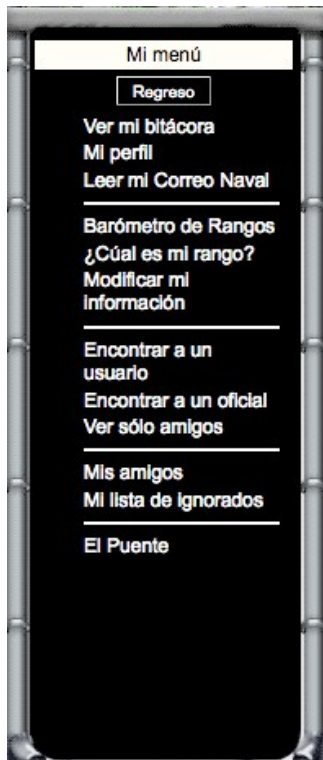 Mi menú
Regreso
Ver mi bitácora
Mi perfil
Leer mi Correo Naval
Barómetro de Rangos
¿Cúal es mi rango?
Modificar mi
información
Encontrar a un
usuario
Encontrar a un oficial
Ver sólo amigos
Mis amigos
Mi lista de ignorados
El Puente